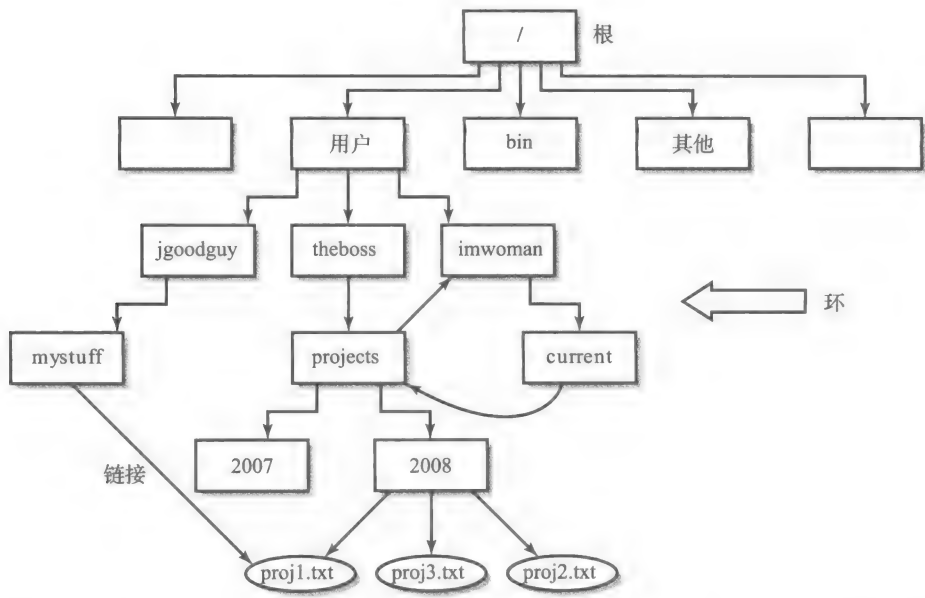 /
根
用户
bin
其他
jgoodguy
theboss
imwoman
环
mystuff
projects
current
2007
2008
链接
proj1.txt
proj3.txt
proj2.txt